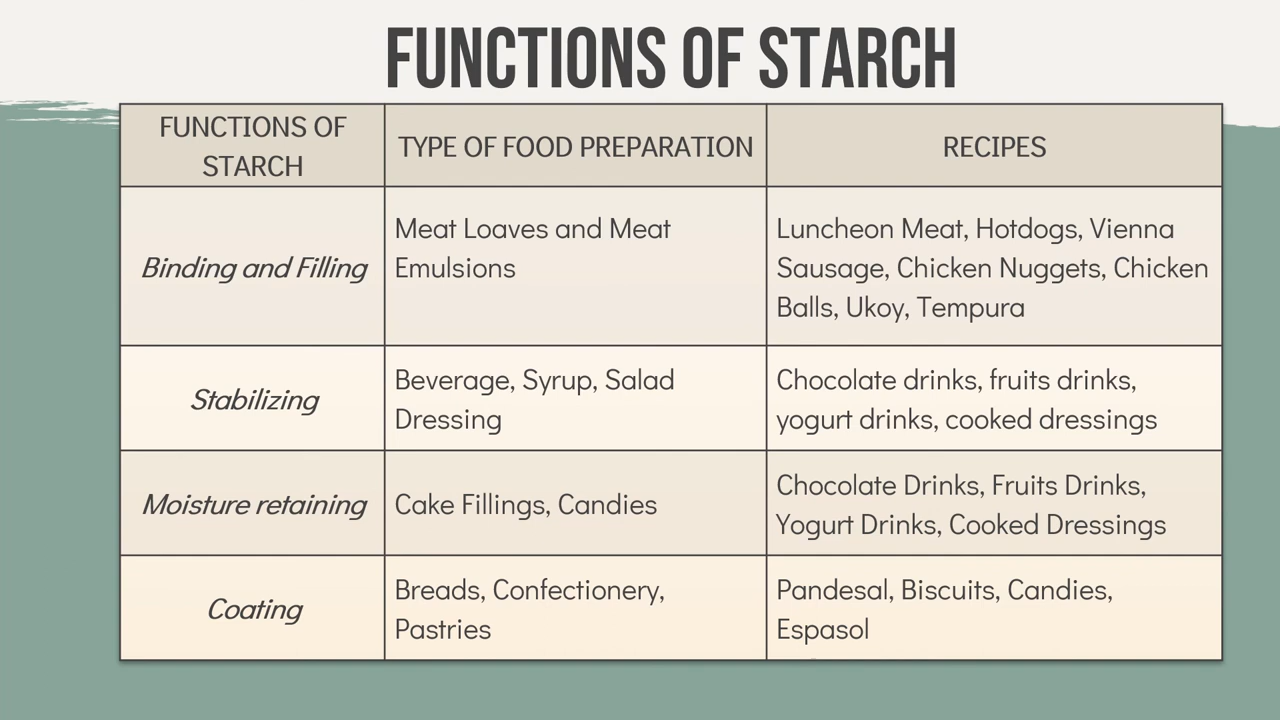 FUNCTIONS OF STARCH
FUNCTIONS OF
STARCH
TYPE OF FOOD PREPARATION
RECIPES
Binding and Filling
Meat Loaves and Meat
Emulsions
Luncheon Meat, Hotdogs, Vienna
Sausage, Chicken Nuggets, Chicken
Balls, Ukoy, Tempura
Stabilizing
Beverage, Syrup, Salad
Dressing
Chocolate drinks, fruits drinks,
yogurt drinks, cooked dressings
Moisture retaining
Cake Fillings, Candies
Chocolate Drinks, Fruits Drinks,
Yogurt Drinks, Cooked Dressings
Coating
Breads, Confectionery,
Pastries
Pandesal, Biscuits, Candies,
Espasol